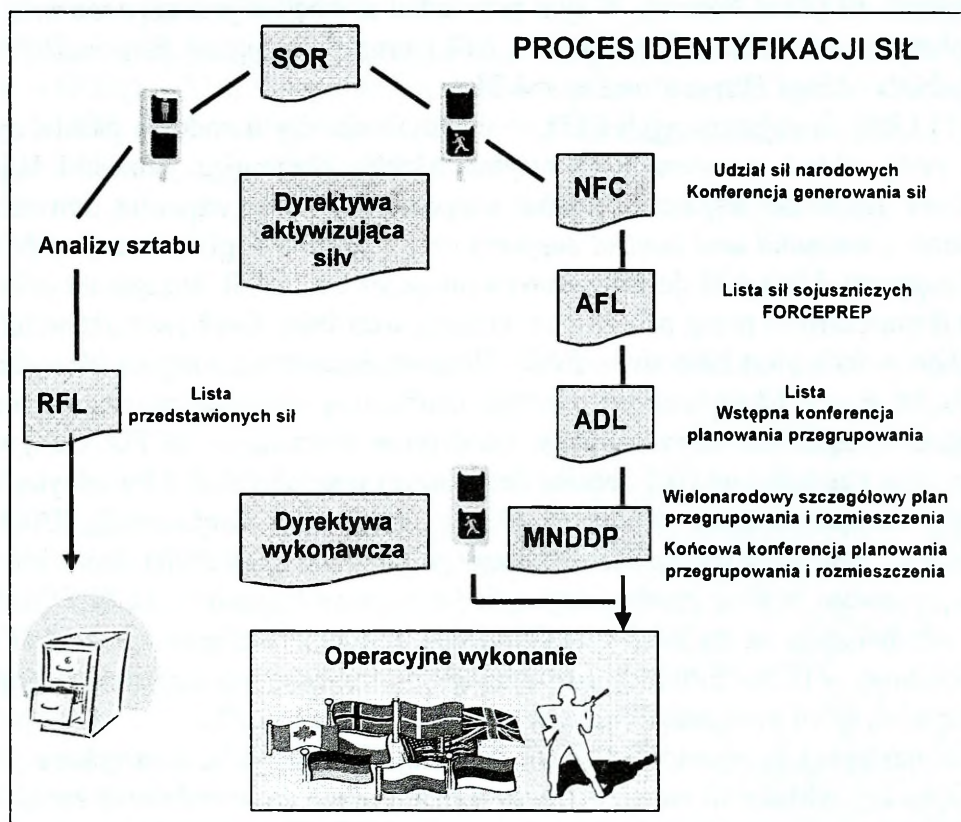 PROCES IDENTYFIKACJI SIŁ
SOR
NFC
Udział sił narodowych
Konferencja generowania sił
Dyrektywa
aktywizująca
siłv
Analizy sztabu
AFL
Lista sił sojuszniczych
FORCEPREP
RFL
Lista
przedstawionych sił
ADL
Lista
Wstępna konferencja
planowania przegrupowania
Dyrektywa
wykonawcza
MNDDP
Wielonarodowy szczegółowy plan
przegrupowania i rozmieszczenia
Końcowa konferencja planowania
przegrupowania i rozmieszczenia
Operacyjne wykonanie